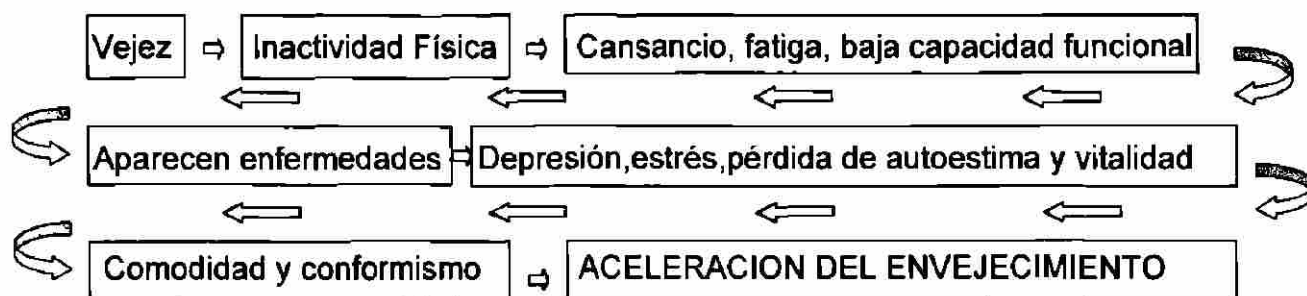 Vejez ⇨ Inactividad Física ⇨ Cansancio, fatiga, baja capacidad funcional
Aparecen enfermedades ⇨ Depresión,estrés,pérdida de autoestima y vitalidad
Comodidad y conformismo ⇨ ACELERACION DEL ENVEJECIMIENTO